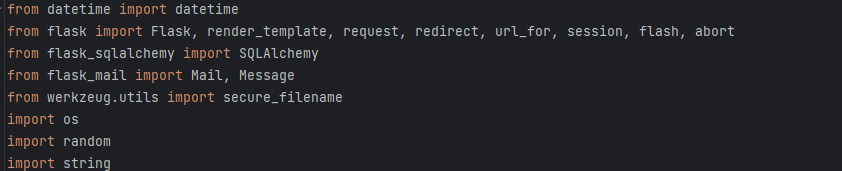 from datetime import datetime
from flask import Flask, render_template, request, redirect, url_for, session, flash, abort
from flask_sqlalchemy import SQLAlchemy
from flask_mail import Mail, Message
from werkzeug.utils import secure_filename
import os
import random
import string